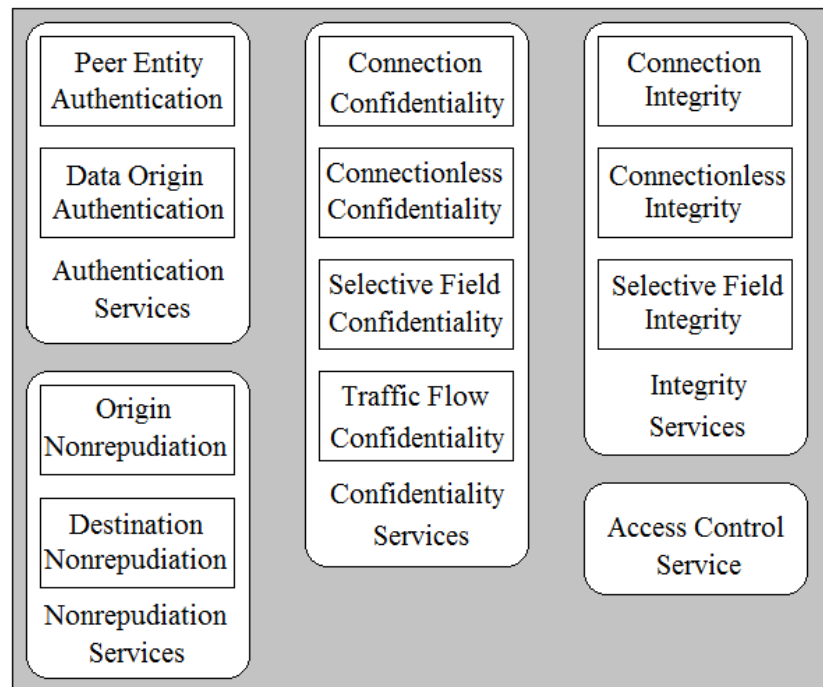 Peer Entity
Authentication
Data Origin
Authentication
Authentication
Services
Origin
Nonrepudiation
Destination
Nonrepudiation
Nonrepudiation
Services
Connection
Confidentiality
Connectionless
Confidentiality
Selective Field
Confidentiality
Traffic Flow
Confidentiality
Confidentiality
Services
Connection
Integrity
Connectionless
Integrity
Selective Field
Integrity
Integrity
Services
Access Control
Service